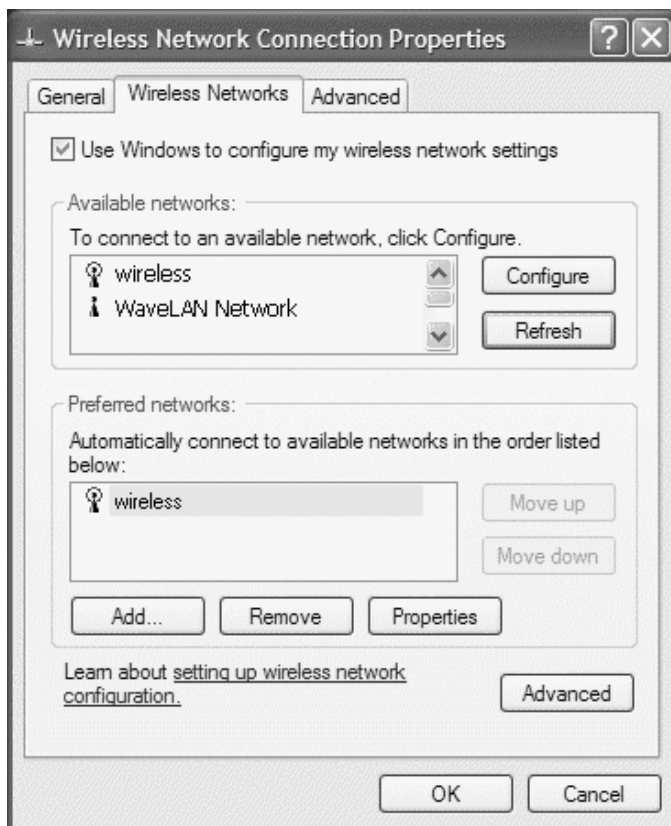 Wireless Network Connection Properties
General Wireless Networks Advanced
Use Windows to configure my wireless network settings
Available networks:
To connect to an available network, click Configure.
wireless
Configure
WaveLAN Network
Refresh
Preferred networks:
Automatically connect to available networks in the order listed
below:
wireless
Move up
Move down
Add... Remove Properties
Learn about setting up wireless network
configuration.
Advanced
OK Cancel